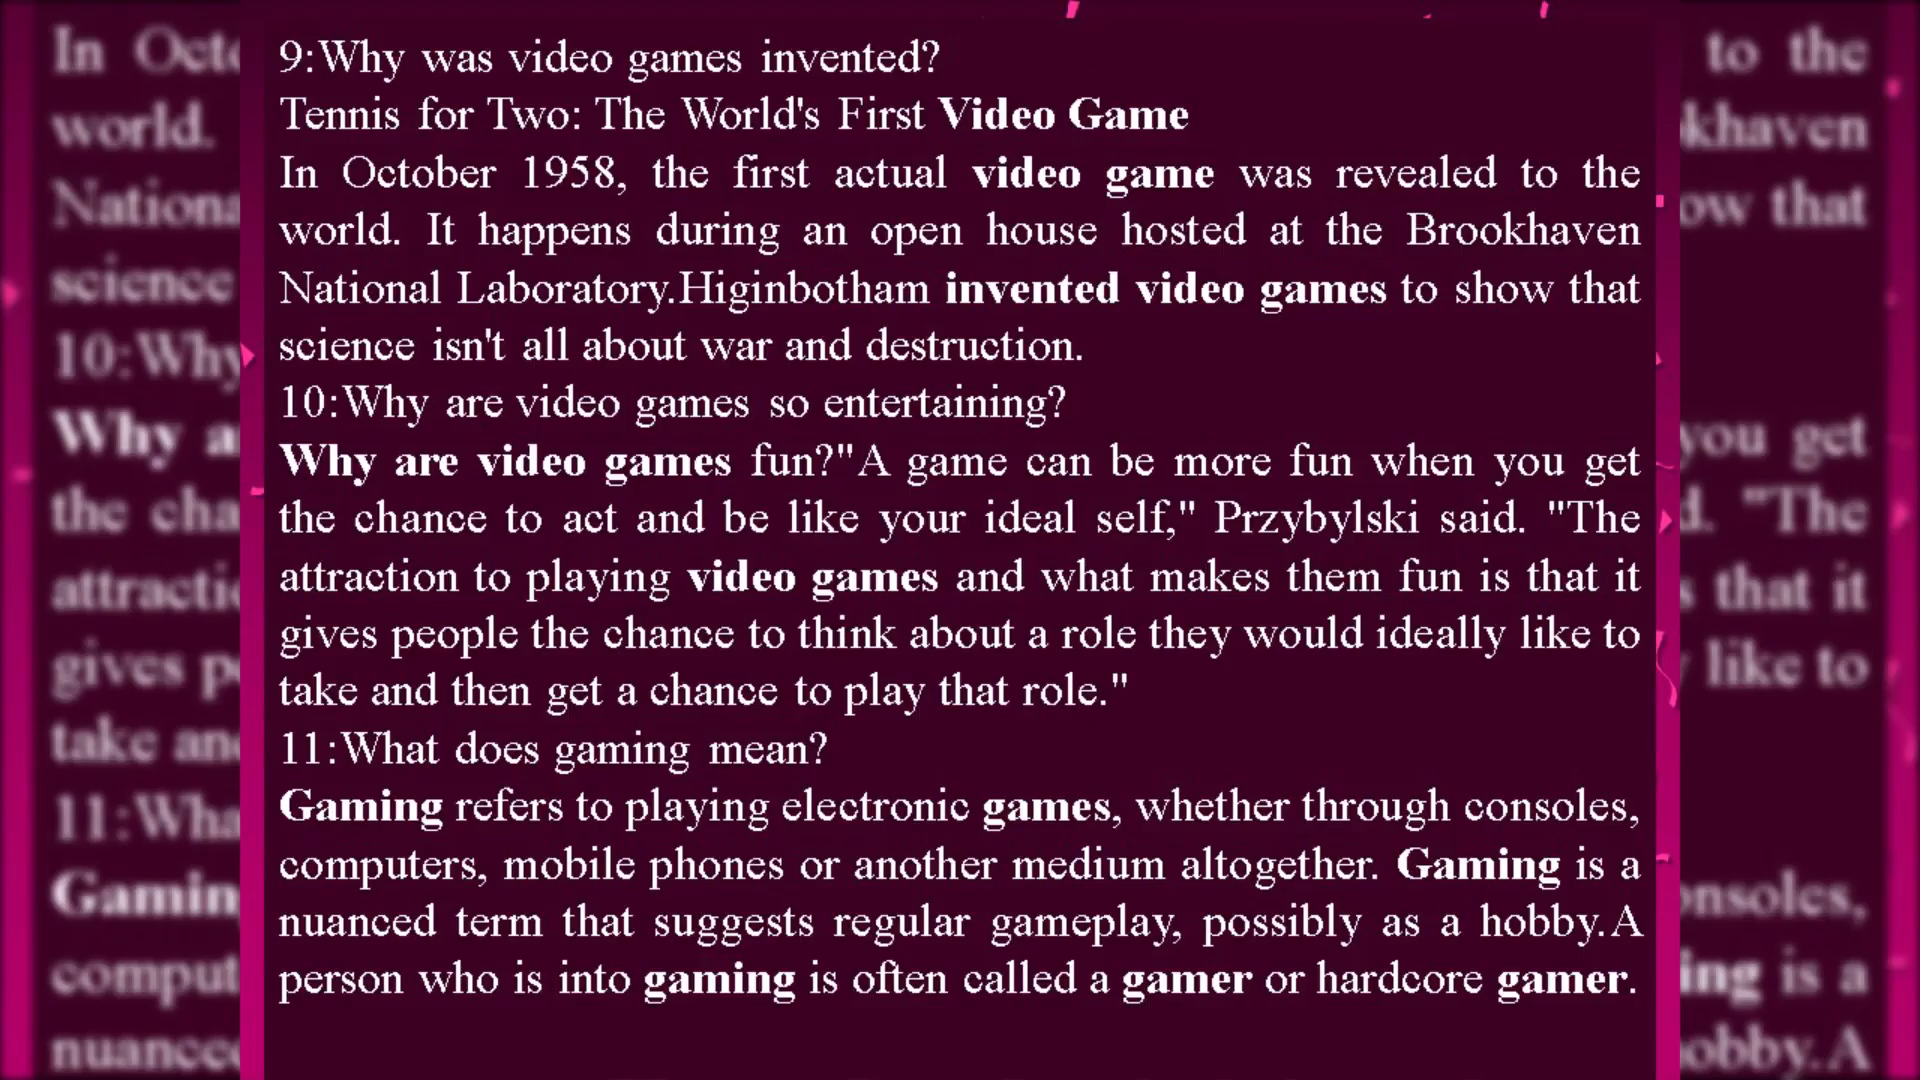 9:Why was video games invented?
Tennis for Two: The World's First Video Game
In October 1958, the first actual video game was revealed to the
world. It happens during an open house hosted at the Brookhaven
National Laboratory.Higinbotham invented video games to show that
science isn't all about war and destruction.
10:Why are video games so entertaining?
Why are video games fun?"A game can be more fun when you get
the chance to act and be like your ideal self," Przybylski said. "The
attraction to playing video games and what makes them fun is that it
gives people the chance to think about a role they would ideally like to
take and then get a chance to play that role."
11:What does gaming mean?
Gaming refers to playing electronic games, whether through consoles,
computers, mobile phones or another medium altogether. Gaming is a
nuanced term that suggests regular gameplay, possibly as a hobby.A
person who is into gaming is often called a gamer or hardcore gamer.